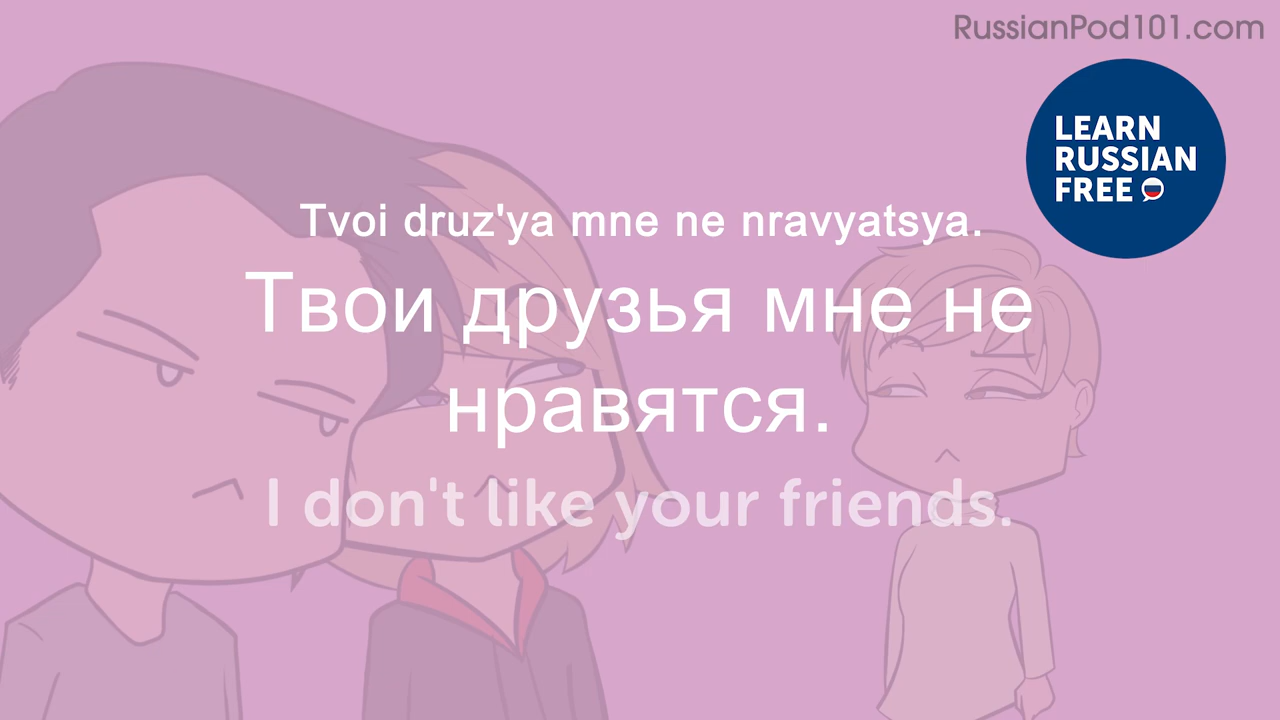 RussianPod101.com
LEARN
RUSSIAN
FREE
Tvoi druz'ya mne ne nravyatsya.
Твои друзья мне не
нравятся.
I don't like your friends.